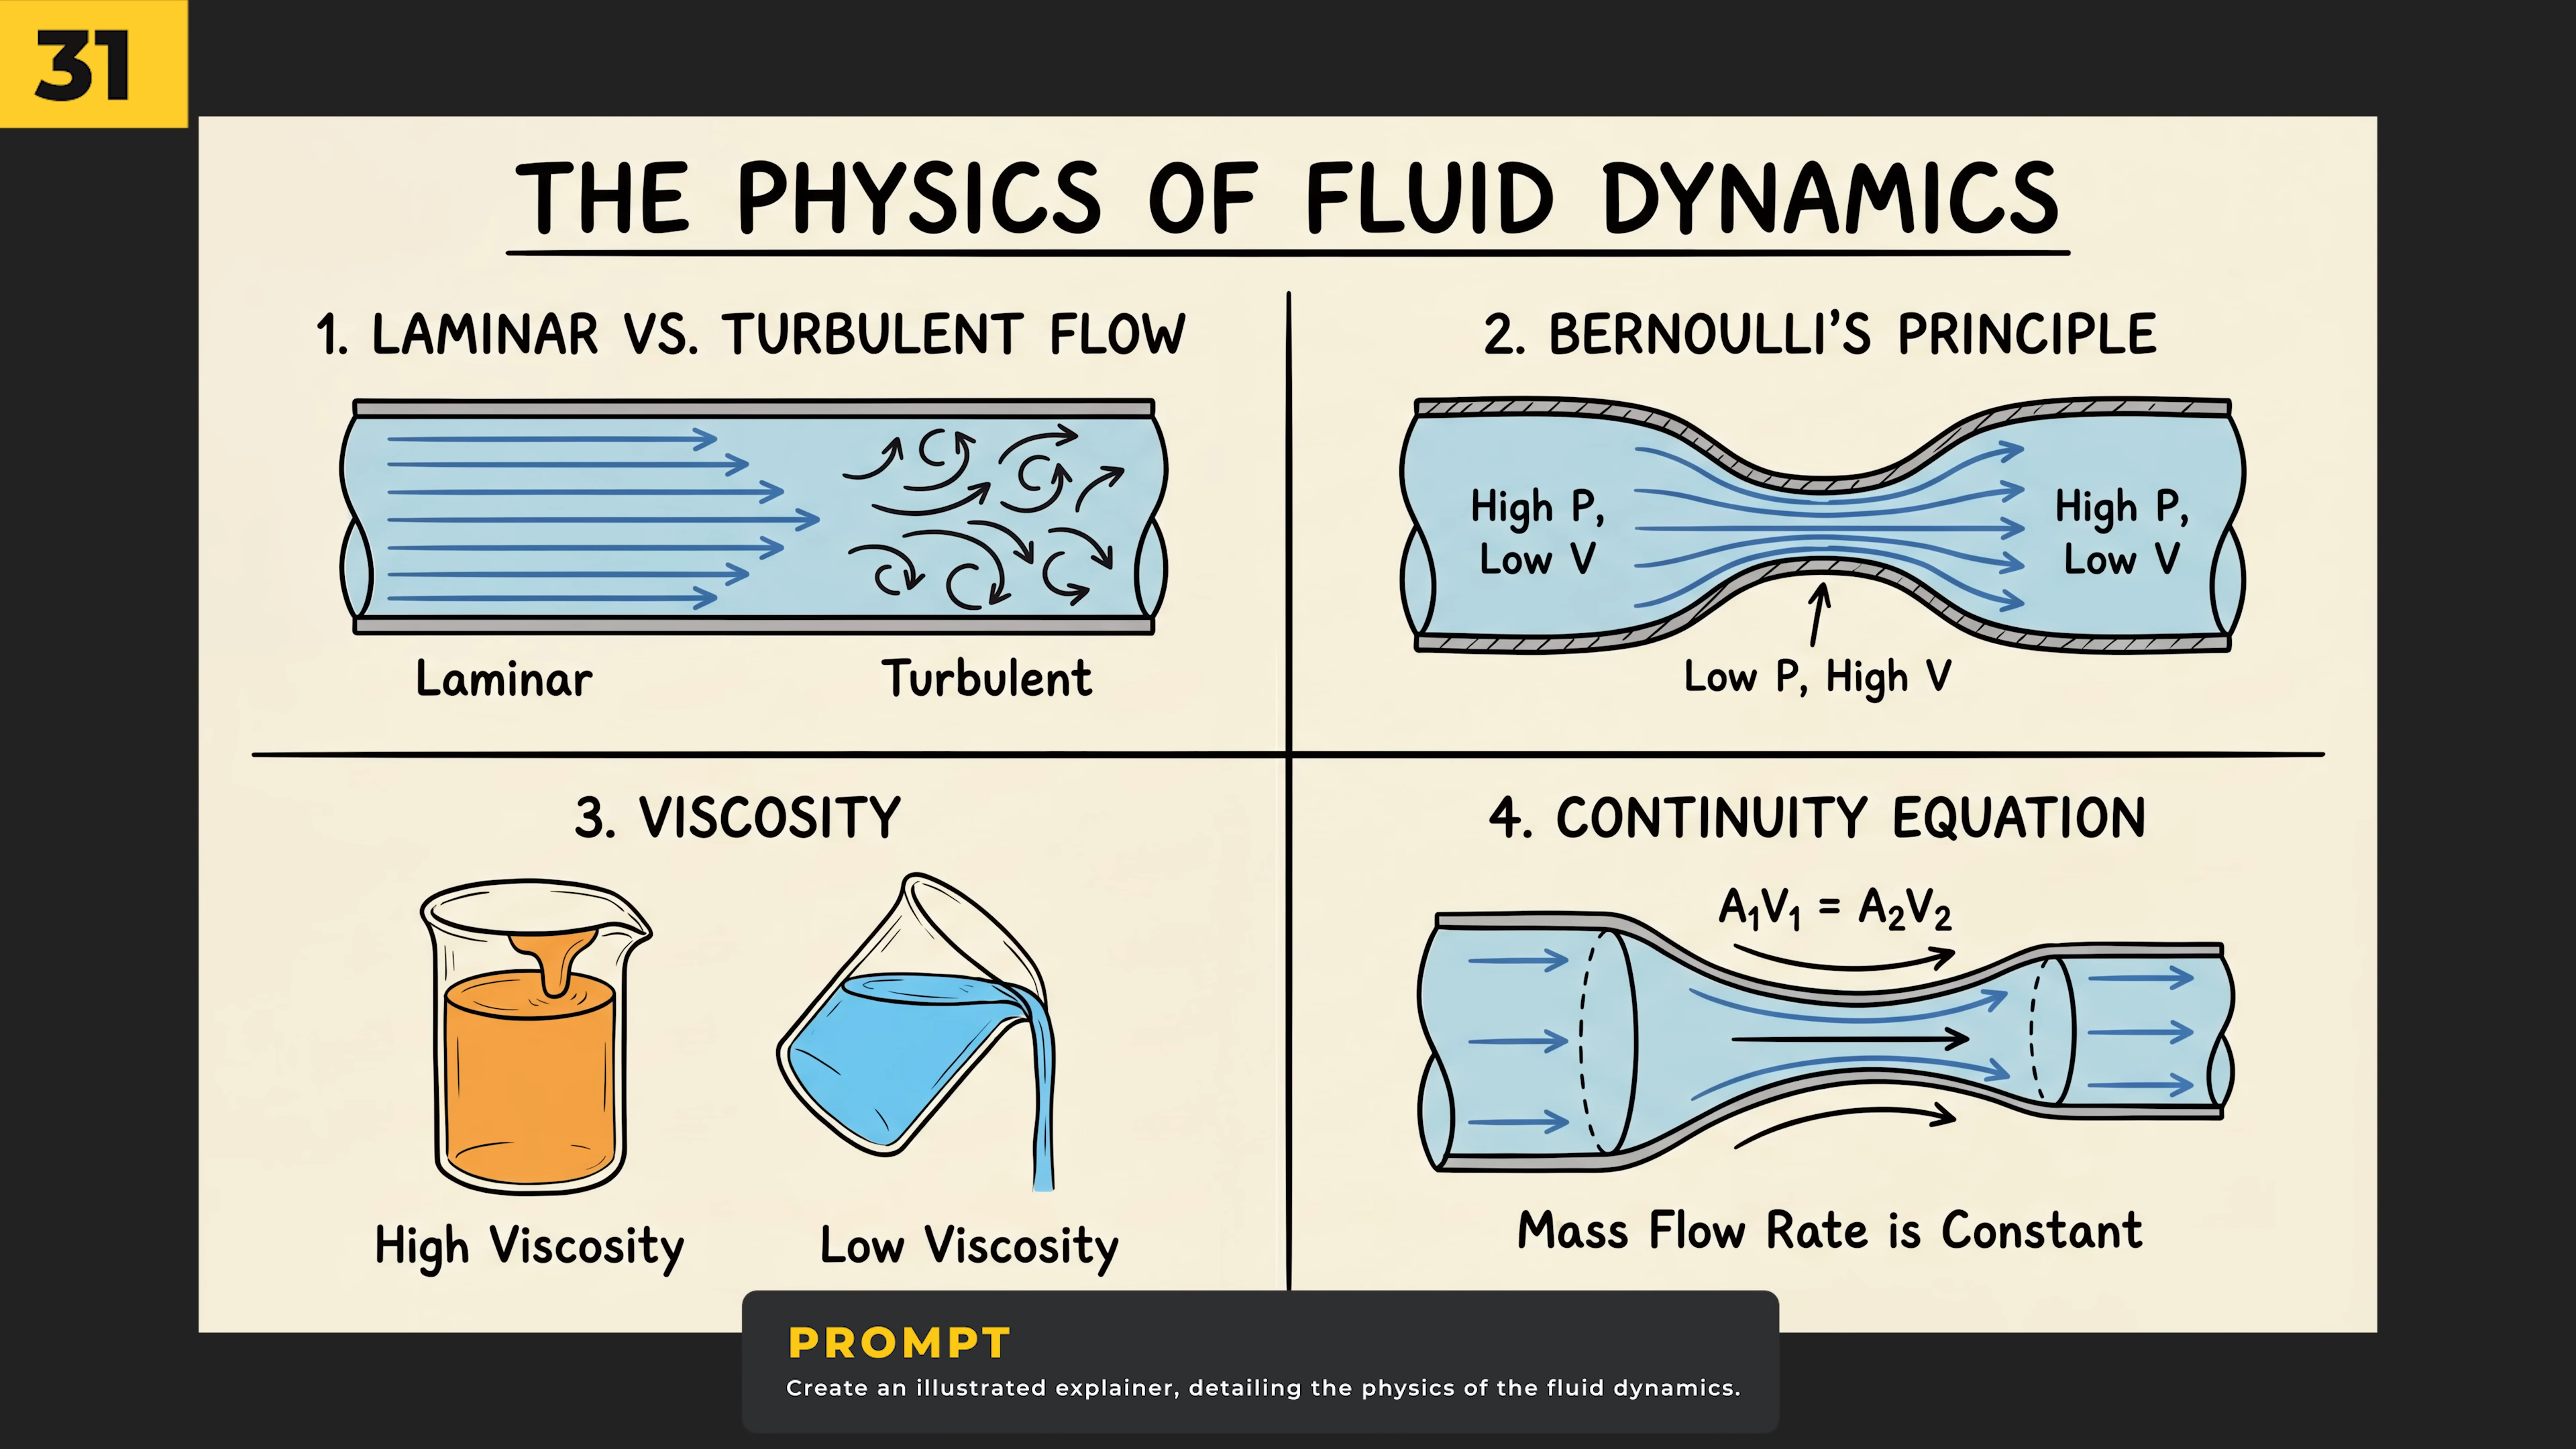 31
THE PHYSICS OF FLUID DYNAMICS
1. LAMINAR VS. TURBULENT FLOW
Laminar
Turbulent
2. BERNOULLI'S PRINCIPLE
High P,
Low V
High P,
Low V
Low P, High V
3. VISCOSITY
High Viscosity
Low Viscosity
4. CONTINUITY EQUATION
A₁V₁ = A₂V₂
Mass Flow Rate is Constant
PROMPT
Create an illustrated explainer, detailing the physics of the fluid dynamics.